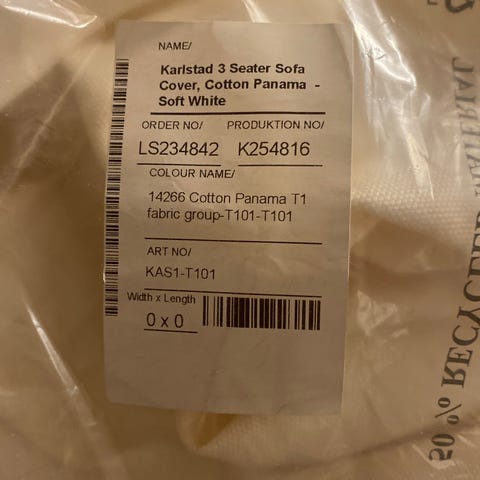 NAME/
Karlstad 3 Seater Sofa
Cover, Cotton Panama -
Soft White
ORDER NO/ PRODUKTION NO/
LS234842 K254816
COLOUR NAME/
14266 Cotton Panama T1
fabric group-T101-T101
ART NO/
KAS1-T101
Width x Length
0 x 0
50 % RECYCLED MATERIAL